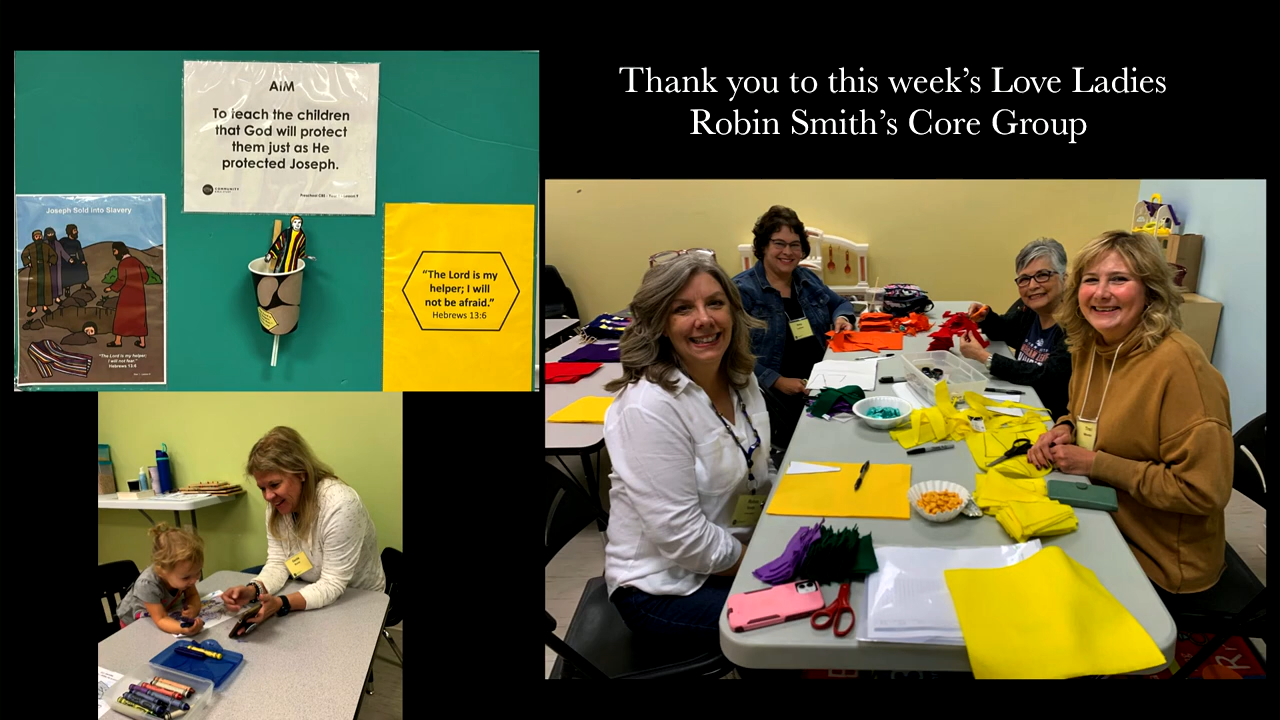 Thank you to this week’s Love Ladies
Robin Smith’s Core Group
AIM
To teach the children
that God will protect
them just as He
protected Joseph.
COMMUNITY
Joseph Sold into Slavery
"The Lord is my helper;
I will not fear."
Hebrews 13:6
“The Lord is my
helper; I will
not be afraid.”
Hebrews 13:6